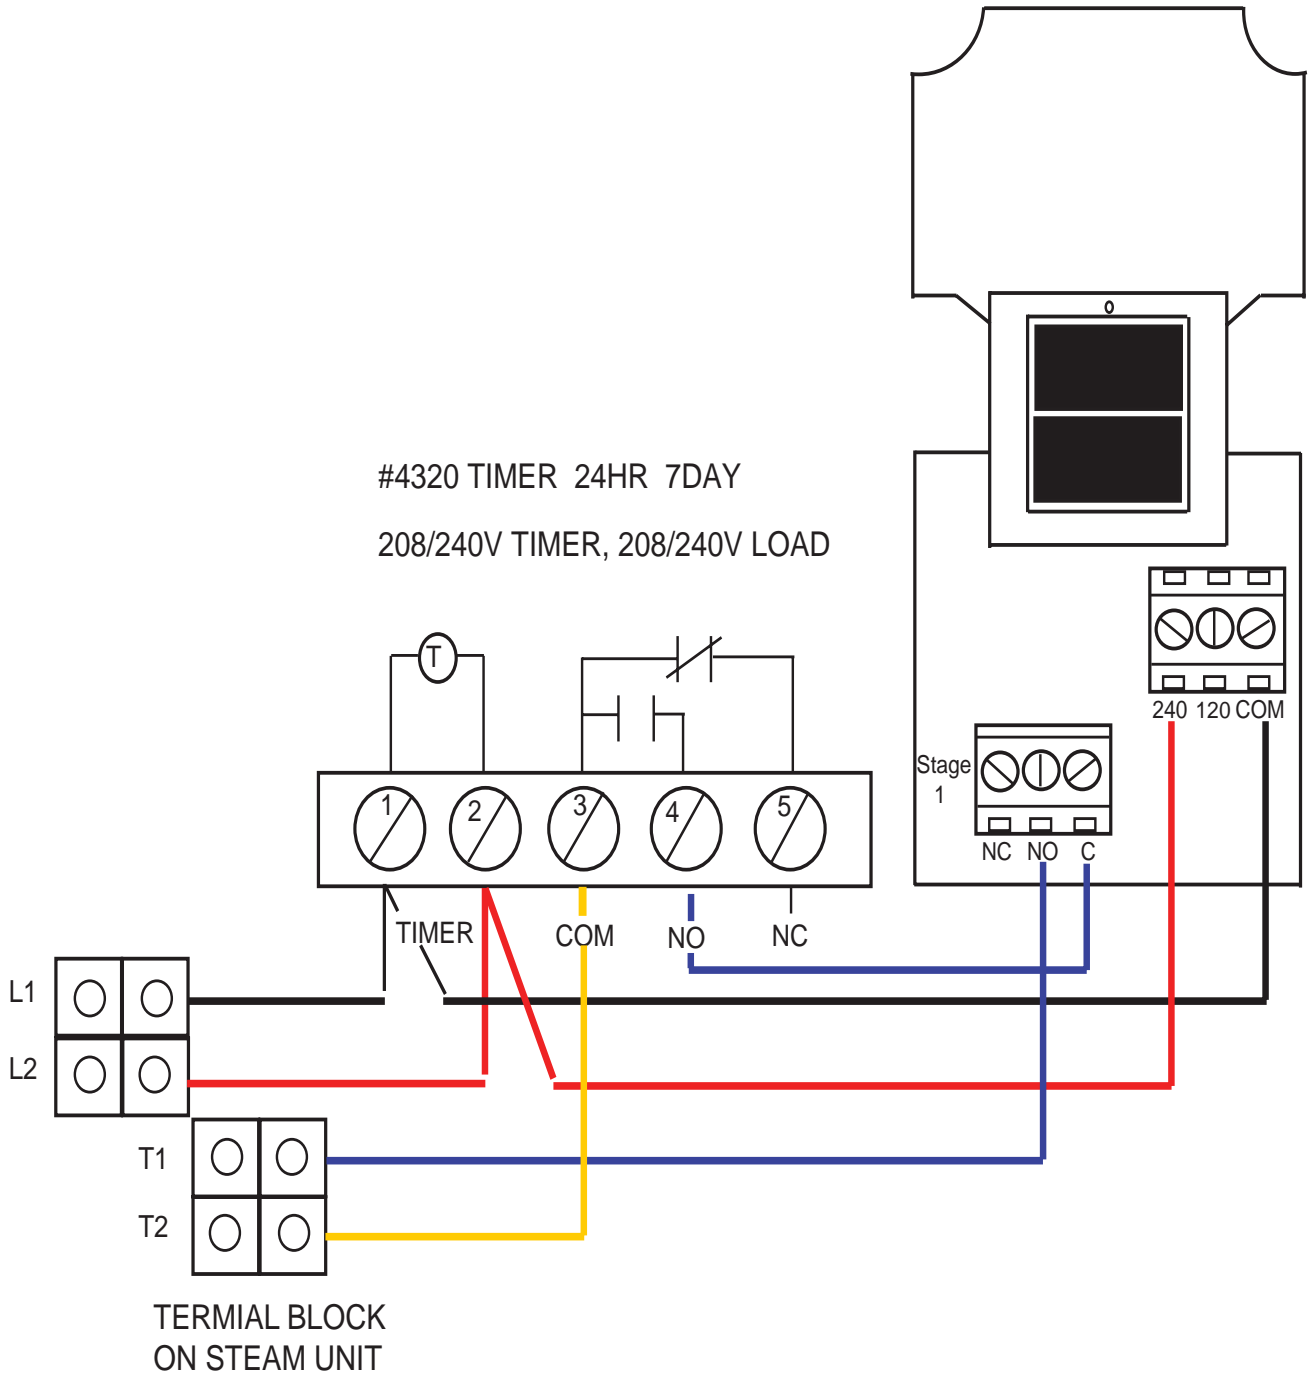 #4320 TIMER 24HR 7DAY
208/240V TIMER, 208/240V LOAD
T
240 120 COM
Stage
1
1 2 3 4 5
NC NO C
TIMER COM NO NC
L1
L2
T1
T2
TERMIAL BLOCK
ON STEAM UNIT